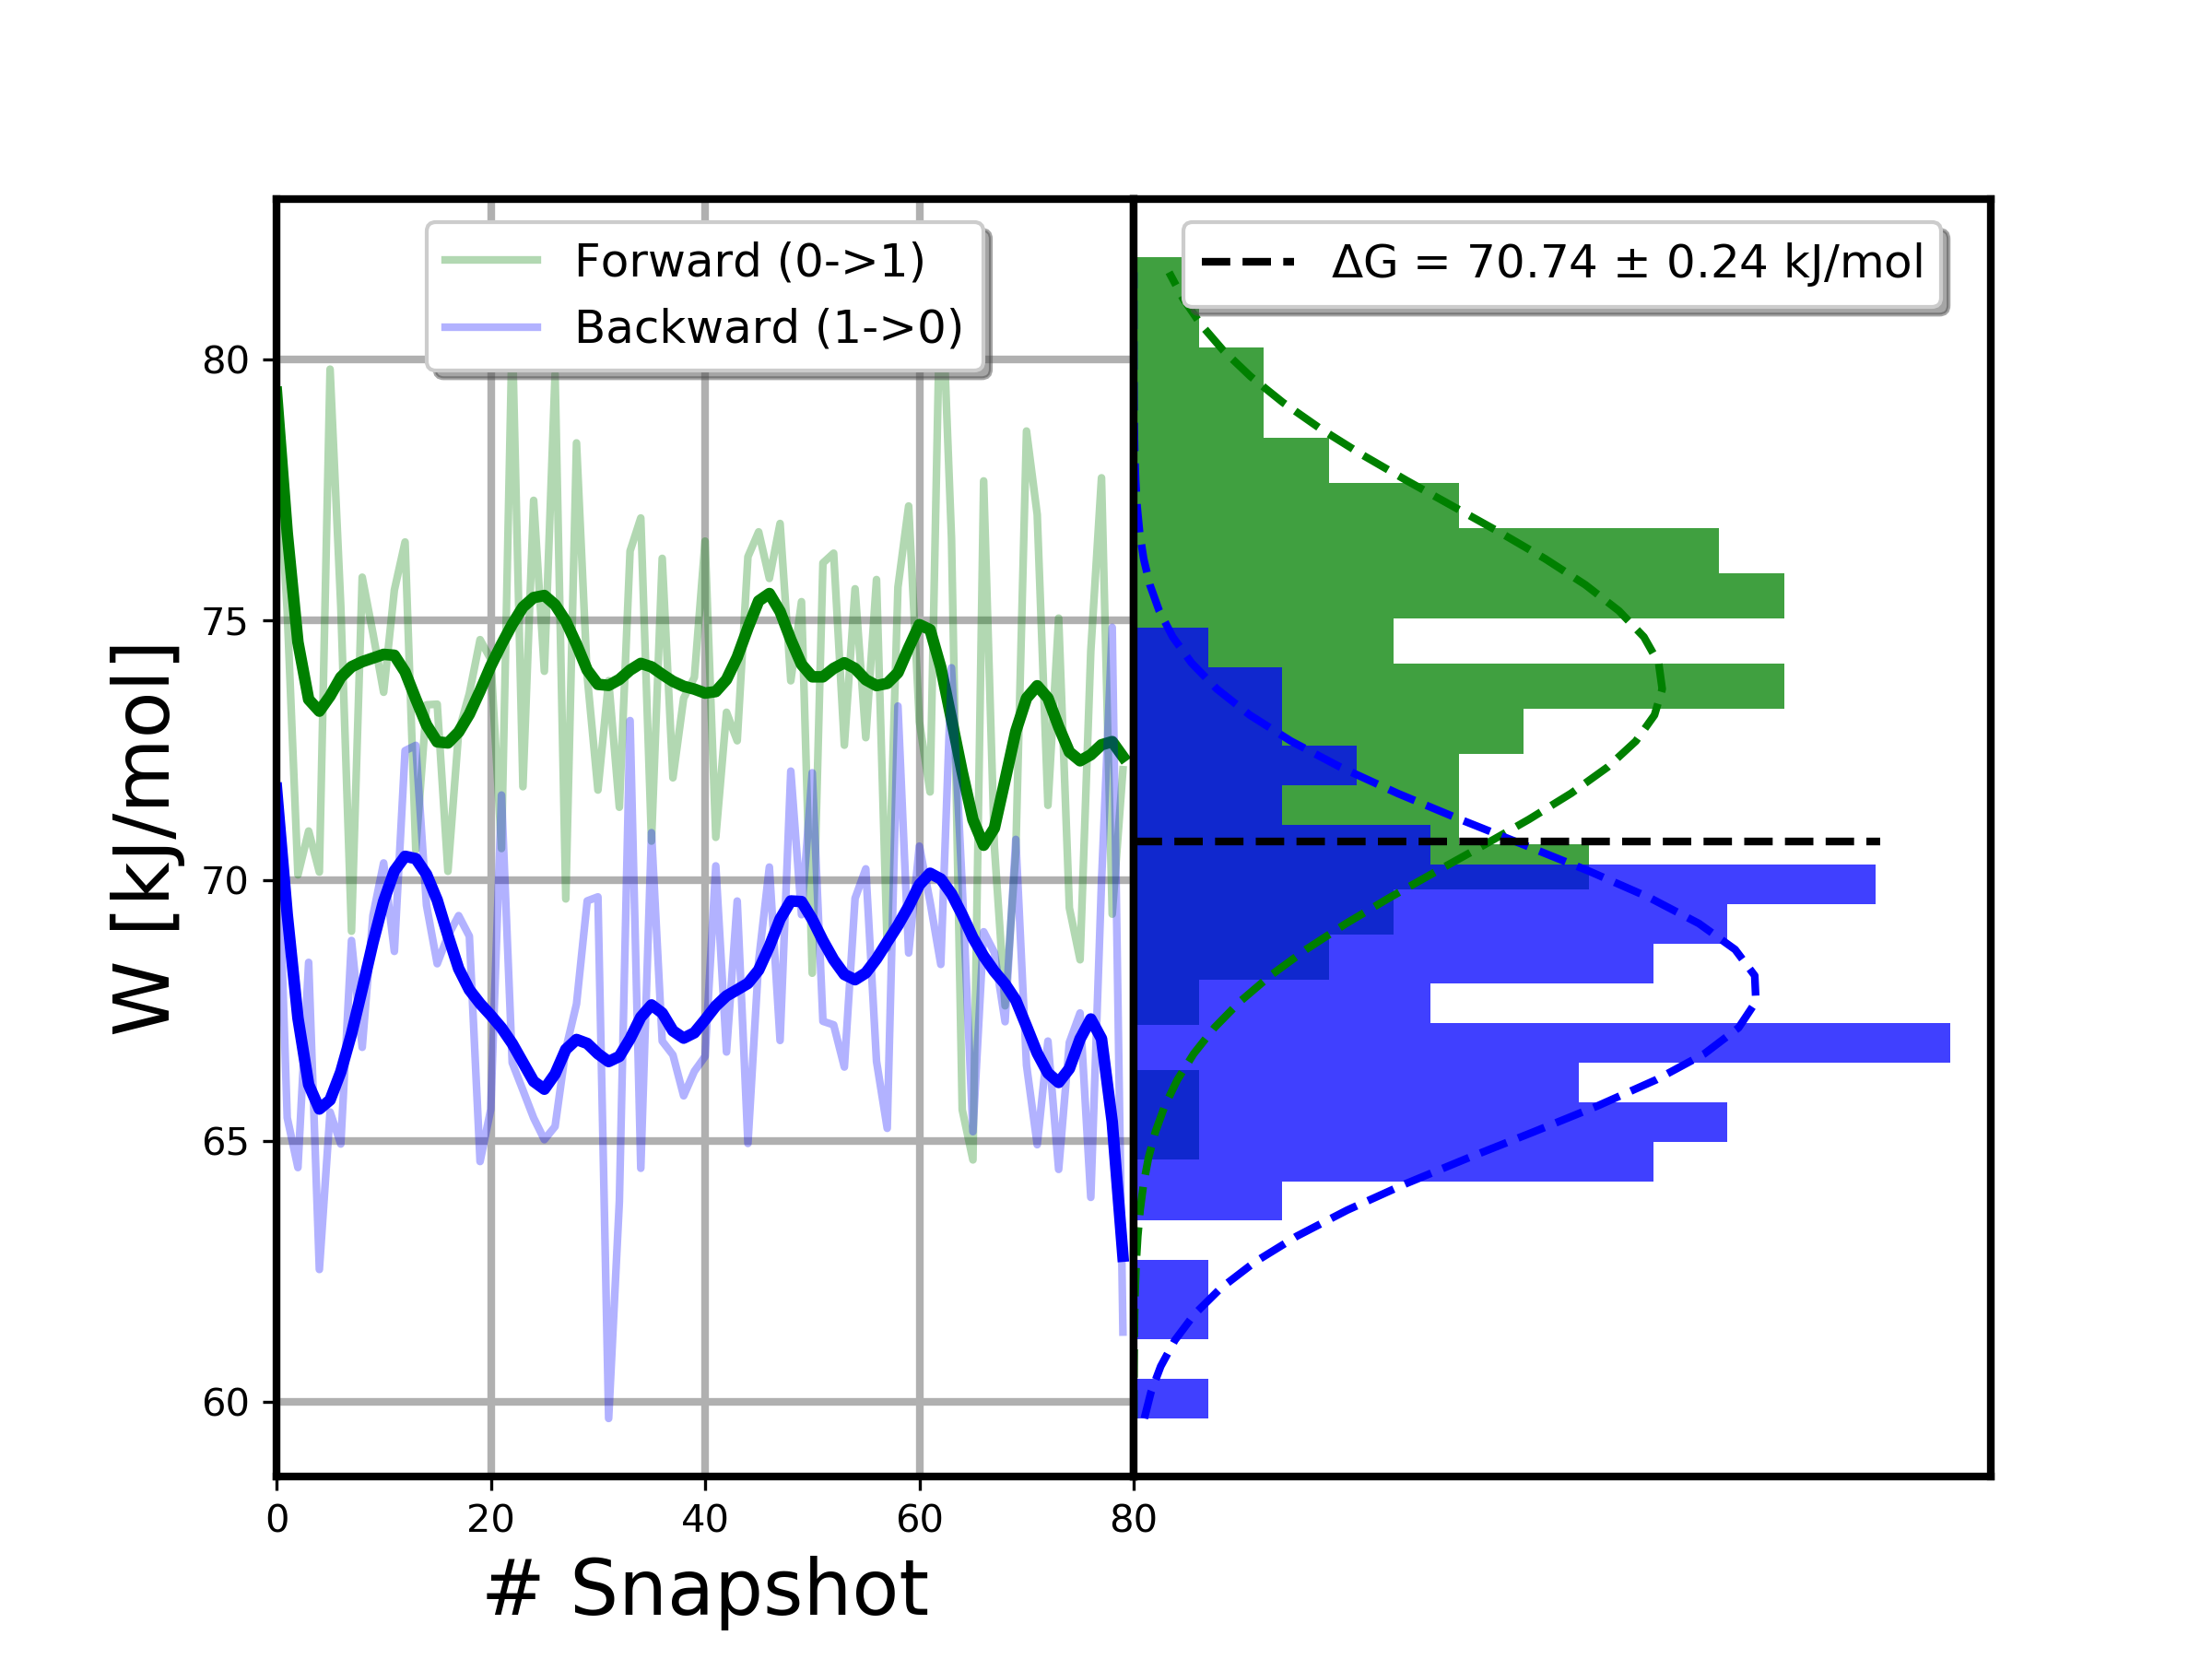 Forward (0->1)
Backward (1->0)
ΔG = 70.74 ± 0.24 kJ/mol
W [kJ/mol]
80
75
70
65
60
0 20 40 60 80
# Snapshot